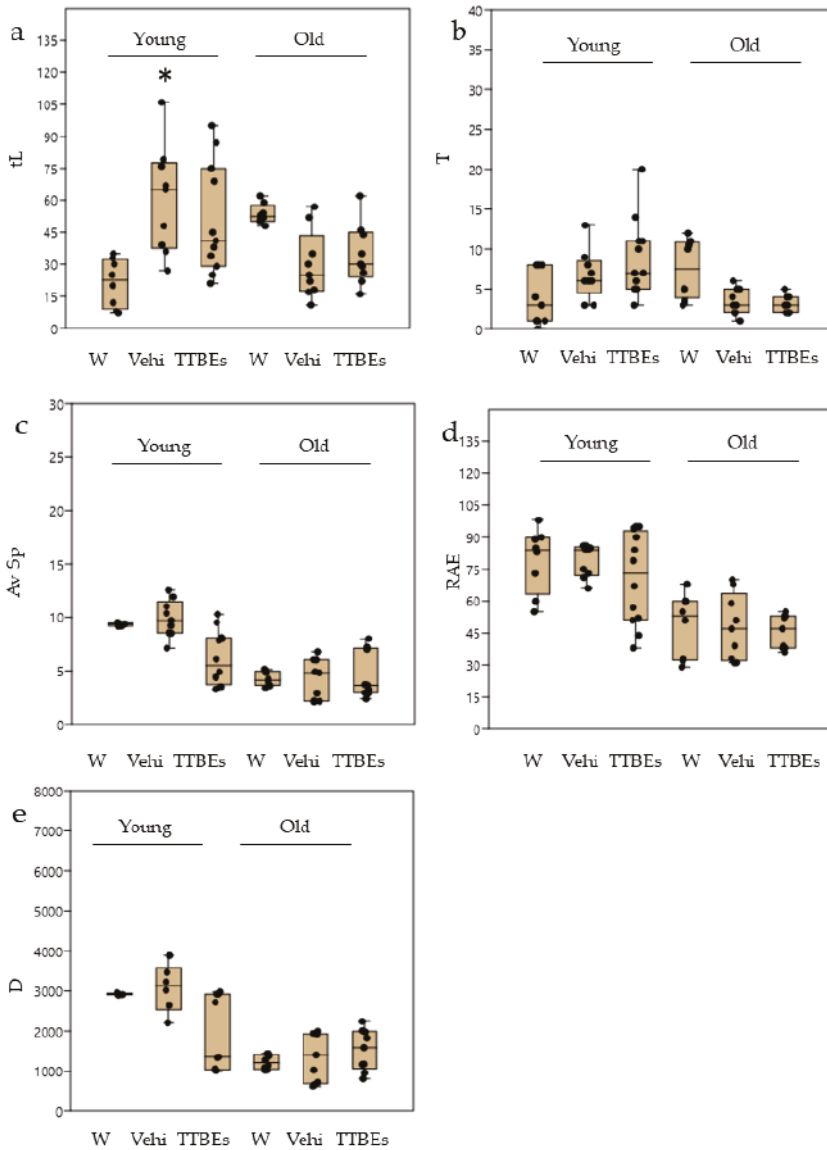 a
Young Old
*
tL
135
120
105
90
75
60
45
30
15
0
W Vehi TTBEs W Vehi TTBEs
b
Young Old
T
40
35
30
25
20
15
10
5
0
W Vehi TTBEs W Vehi TTBEs
c
Young Old
Av Sp
30
25
20
15
10
5
0
W Vehi TTBEs W Vehi TTBEs
d
Young Old
RAE
135
120
105
90
75
60
45
30
15
0
W Vehi TTBEs W Vehi TTBEs
e
Young Old
D
8000
7000
6000
5000
4000
3000
2000
1000
0
W Vehi TTBEs W Vehi TTBEs